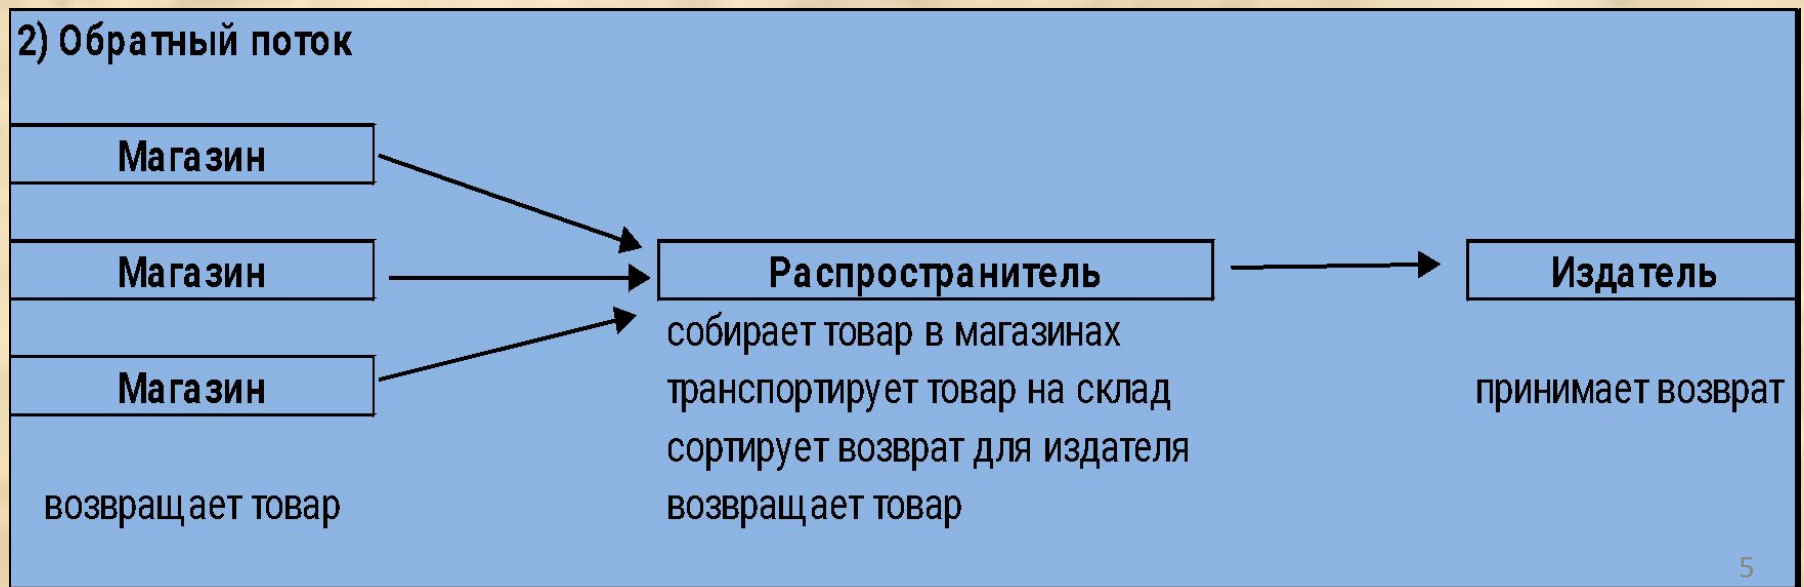 2) Обратный поток
Магазин
Магазин
Распространитель
Издатель
собирает товар в магазинах
Магазин
транспортирует товар на склад
принимает возврат
сортирует возврат для издателя
возвращает товар
возвращает товар
5